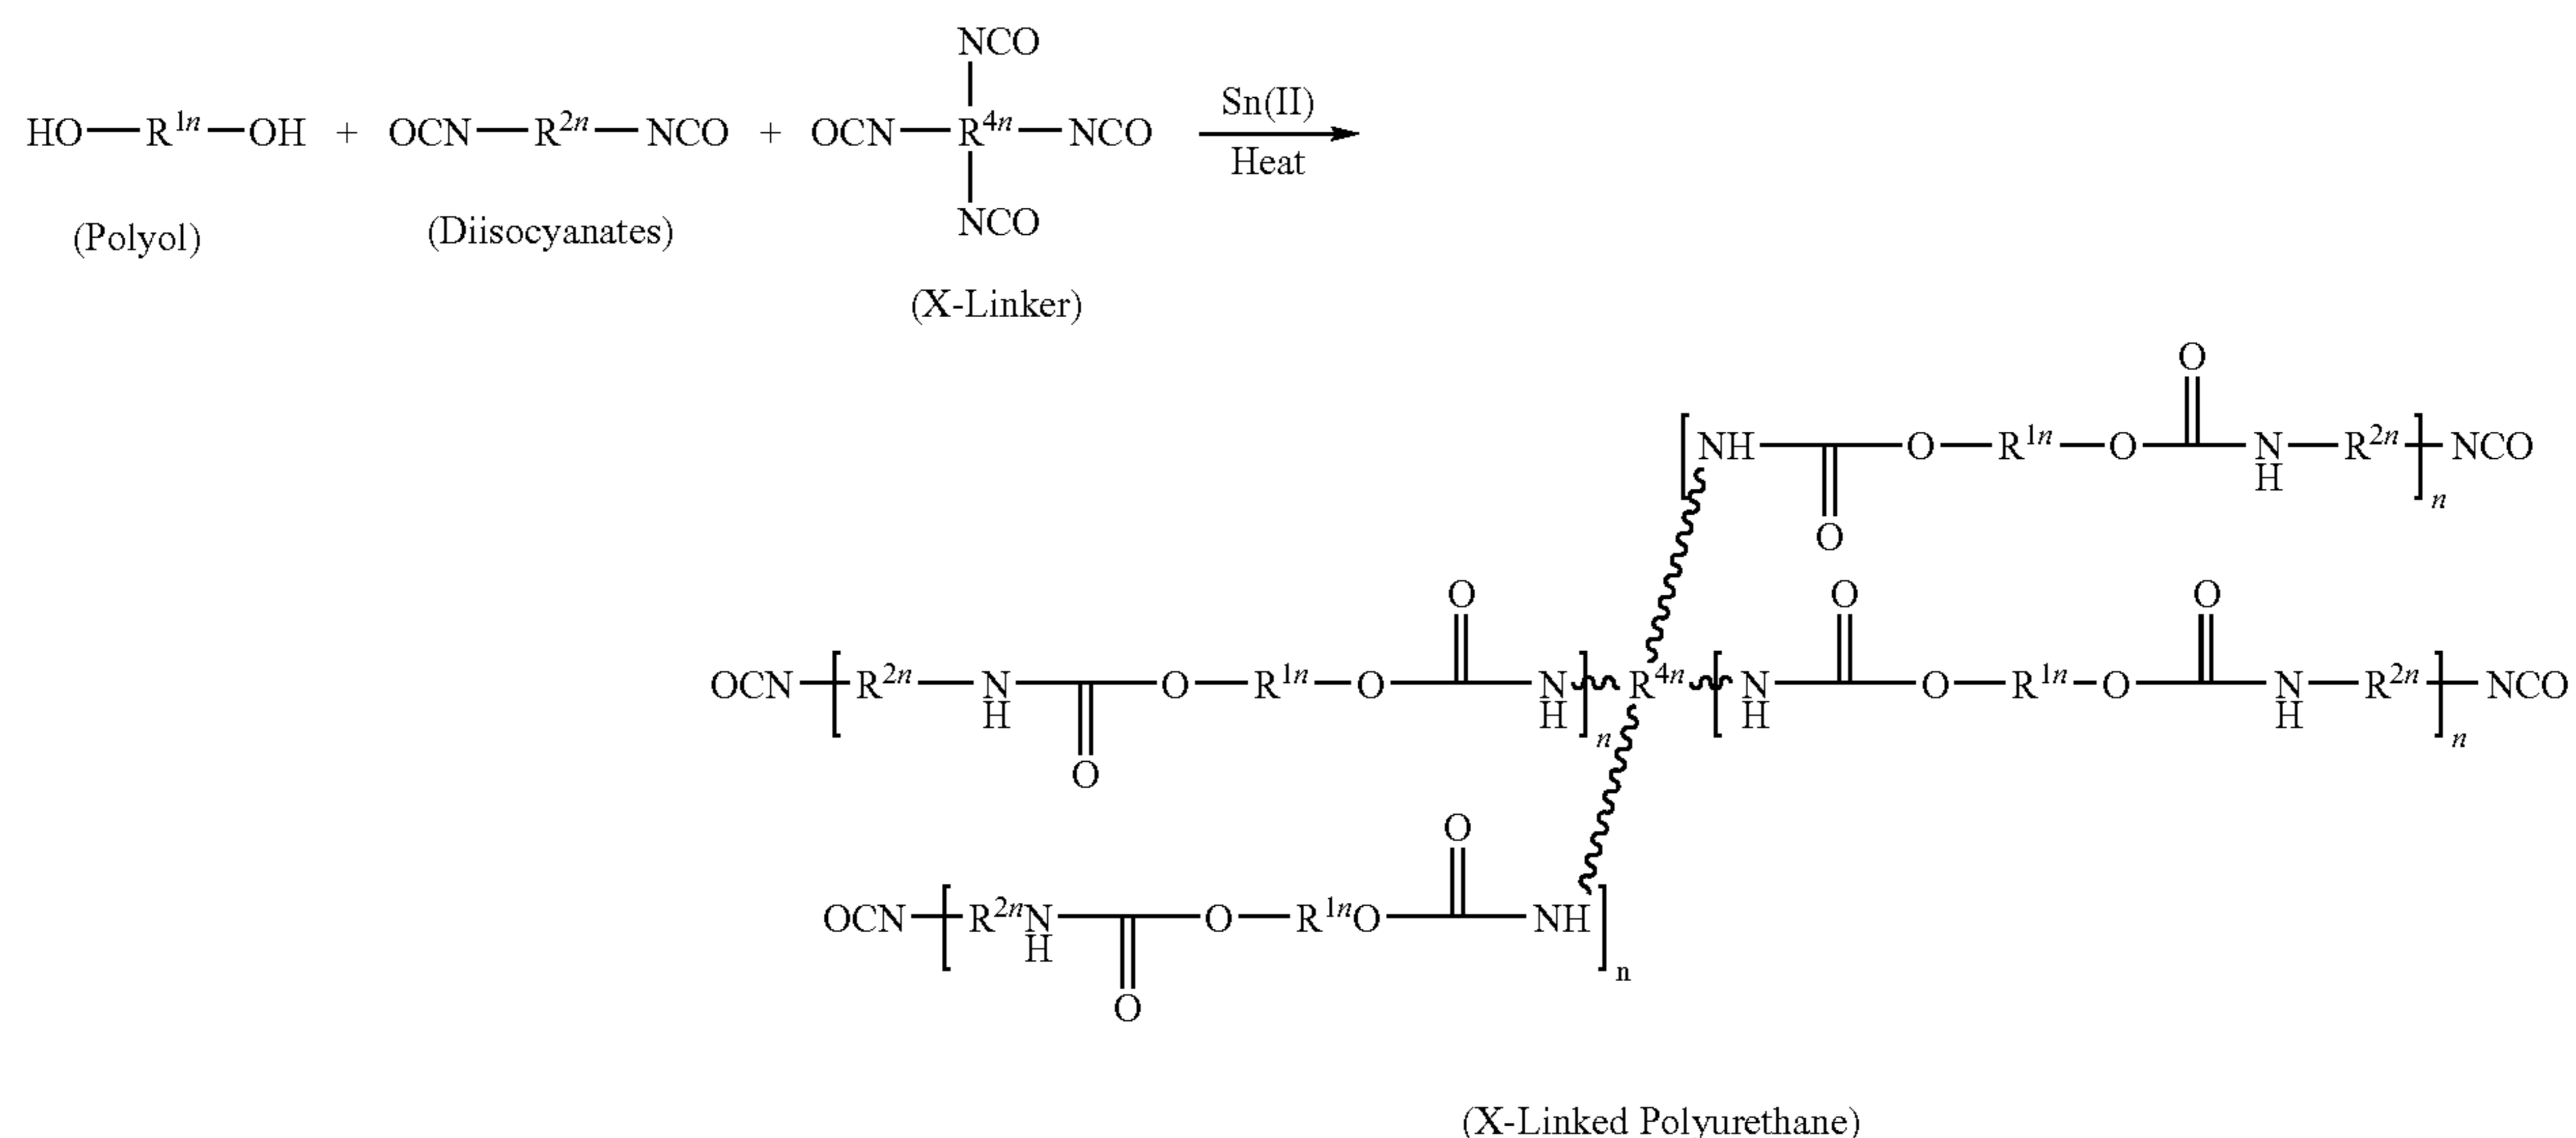 NCO
Sn(II)
HO—R¹ⁿ—OH + OCN—R²ⁿ—NCO + OCN—R⁴ⁿ—NCO
Heat
NCO
(Polyol) (Diisocyanates)
(X-Linker)
O
[NH O—R¹ⁿ—O N—R²ⁿ]ₙ NCO
H
O
O O O
OCN [R²ⁿ—N O—R¹ⁿ—O N]ₙ R⁴ⁿ [N O—R¹ⁿ—O N—R²ⁿ]ₙ NCO
H H H H
O
O
OCN [R²ⁿN O—R¹ⁿO NH]ₙ
H
O
(X-Linked Polyurethane)